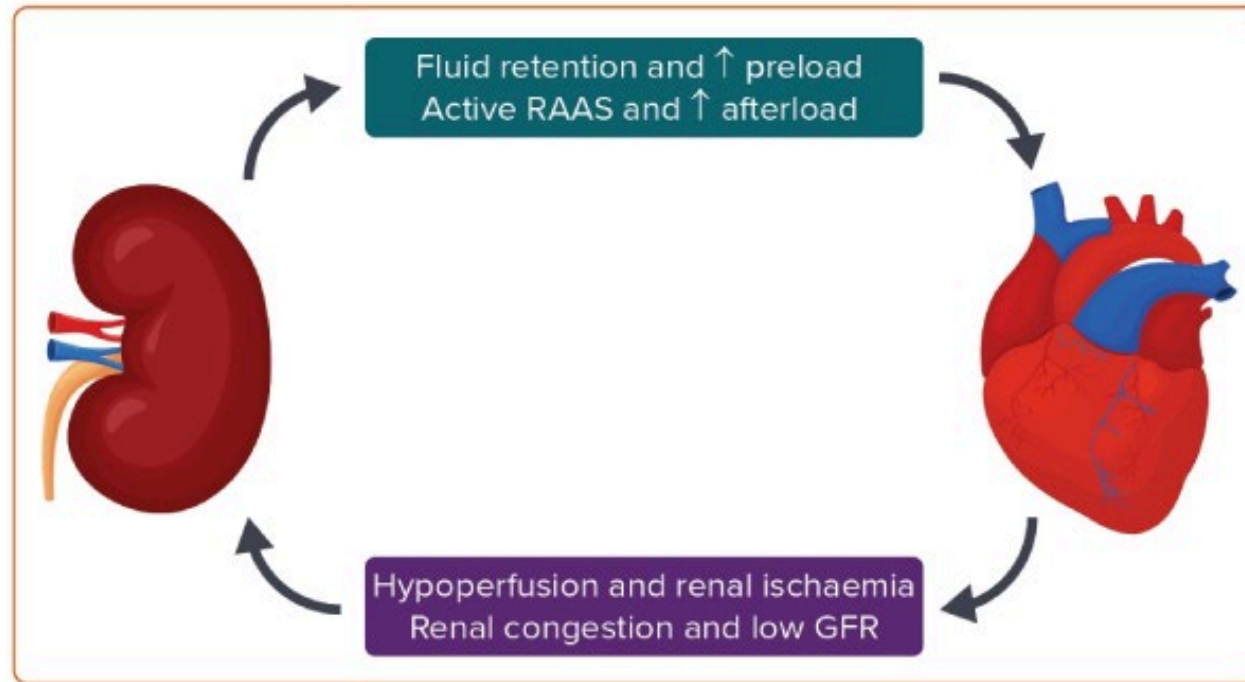 Fluid retention and ↑ preload
Active RAAS and ↑ afterload
Hypoperfusion and renal ischaemia
Renal congestion and low GFR